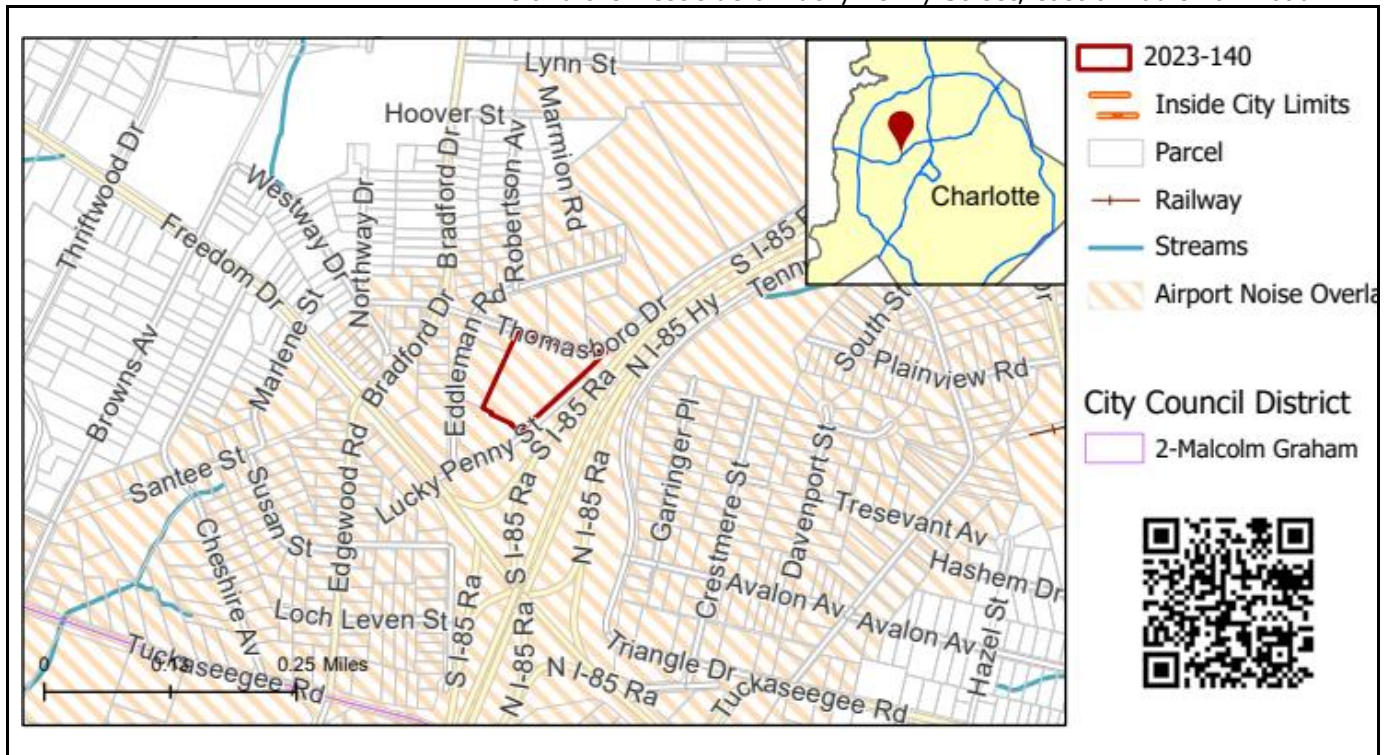 Lynn St
Hoover St
Marmion Rd
Robertson Av
Bradford Dr
Northway Dr
Westway Dr
Thriftwood Dr
Freedom Dr
Browns Av
Marlene St
Bradford Dr
Eddleman Rd
Thomasboro Dr
S I-85 Ra
N I-85 Hy
South St
Plainview Rd
Lucky Penny St
S I-85 Ra
Edgewood Rd
Santee St
Susan St
Cheshire Av
Loch Leven St
S I-85 Ra
S I-85 Ra
N I-85 Ra
N I-85 Ra
N I-85 Ra
Garringer Pl
Crestmere St
Davenport St
Tresevant Av
Hashem Dr
Avalon Av
Avalon Av
Hazel St
Triangle Dr
Tuckaseegee Rd
Tuckaseegee Rd
0
0.25 Miles
Charlotte
2023-140
Inside City Limits
Parcel
Railway
Streams
Airport Noise Overla
City Council District
2-Malcolm Graham